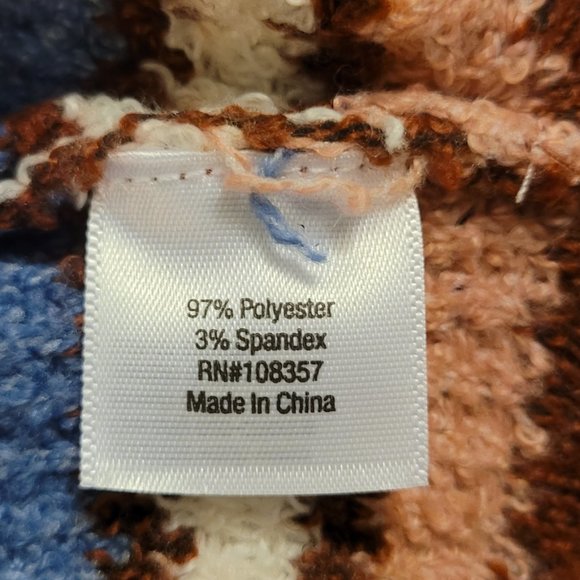 97% Polyester
3% Spandex
RN#108357
Made In China